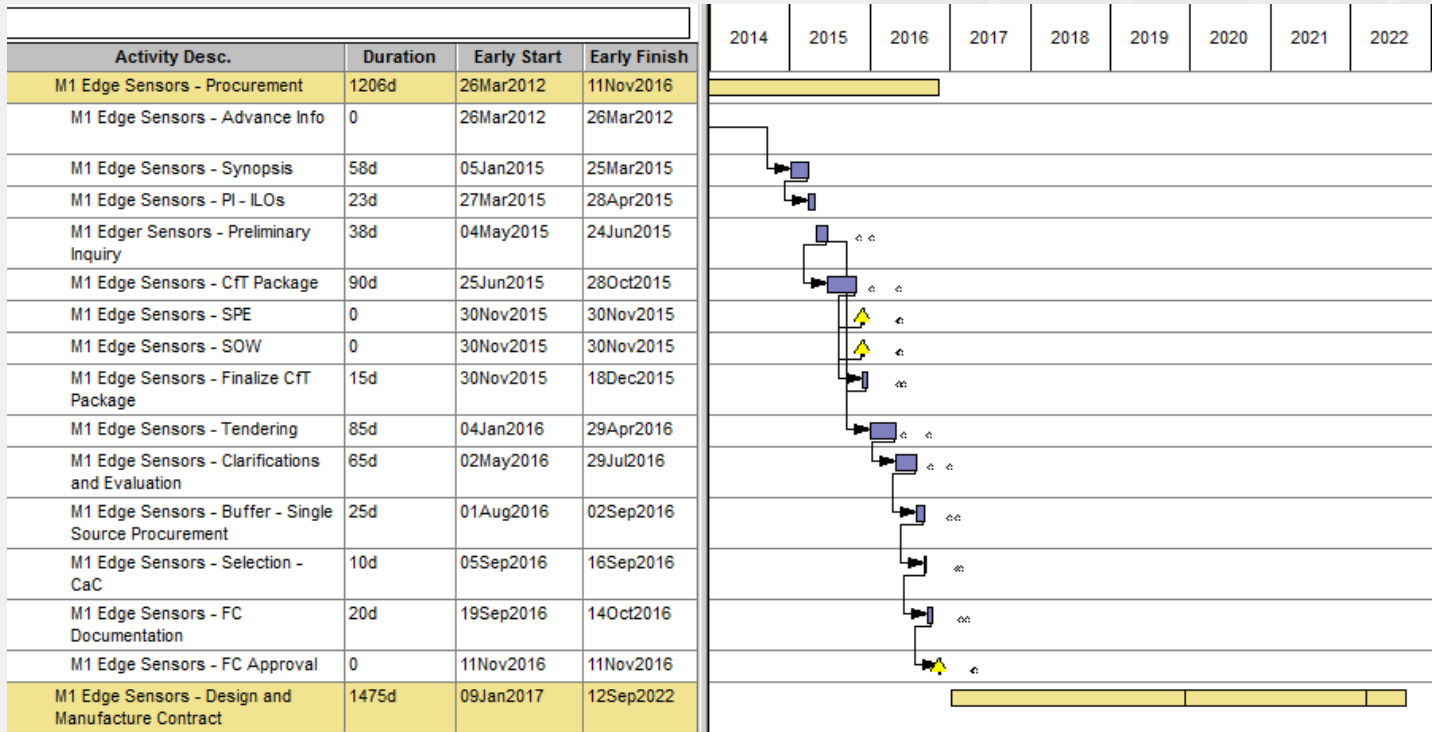 2014 2015 2016 2017 2018 2019 2020 2021 2022
Activity Desc. Duration Early Start Early Finish
M1 Edge Sensors - Procurement 1206d 26Mar2012 11Nov2016
M1 Edge Sensors - Advance Info 0 26Mar2012 26Mar2012
M1 Edge Sensors - Synopsis 58d 05Jan2015 25Mar2015
M1 Edge Sensors - PI - ILOs 23d 27Mar2015 28Apr2015
M1 Edger Sensors - Preliminary 38d 04May2015 24Jun2015
Inquiry
M1 Edge Sensors - CfT Package 90d 25Jun2015 28Oct2015
M1 Edge Sensors - SPE 0 30Nov2015 30Nov2015
M1 Edge Sensors - SOW 0 30Nov2015 30Nov2015
M1 Edge Sensors - Finalize CfT 15d 30Nov2015 18Dec2015
Package
M1 Edge Sensors - Tendering 85d 04Jan2016 29Apr2016
M1 Edge Sensors - Clarifications 65d 02May2016 29Jul2016
and Evaluation
M1 Edge Sensors - Buffer - Single 25d 01Aug2016 02Sep2016
Source Procurement
M1 Edge Sensors - Selection - 10d 05Sep2016 16Sep2016
CaC
M1 Edge Sensors - FC 20d 19Sep2016 14Oct2016
Documentation
M1 Edge Sensors - FC Approval 0 11Nov2016 11Nov2016
M1 Edge Sensors - Design and 1475d 09Jan2017 12Sep2022
Manufacture Contract